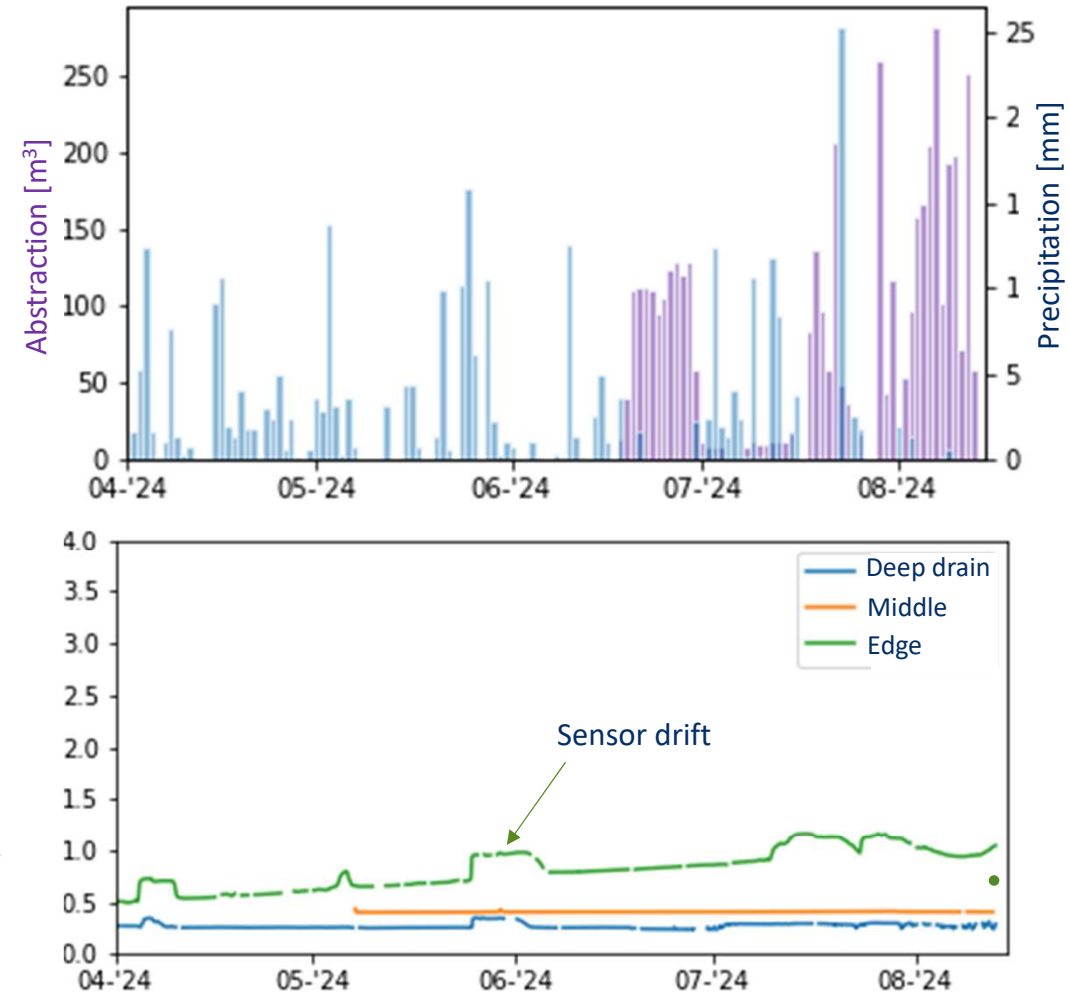 Abstraction [m³]
250
200
150
100
50
0
25
2
1
1
5
0
Precipitation [mm]
04-'24 05-'24 06-'24 07-'24 08-'24
4.0
3.5
3.0
2.5
2.0
1.5
1.0
0.5
0.0
Deep drain
Middle
Edge
Sensor drift
04-'24 05-'24 06-'24 07-'24 08-'24